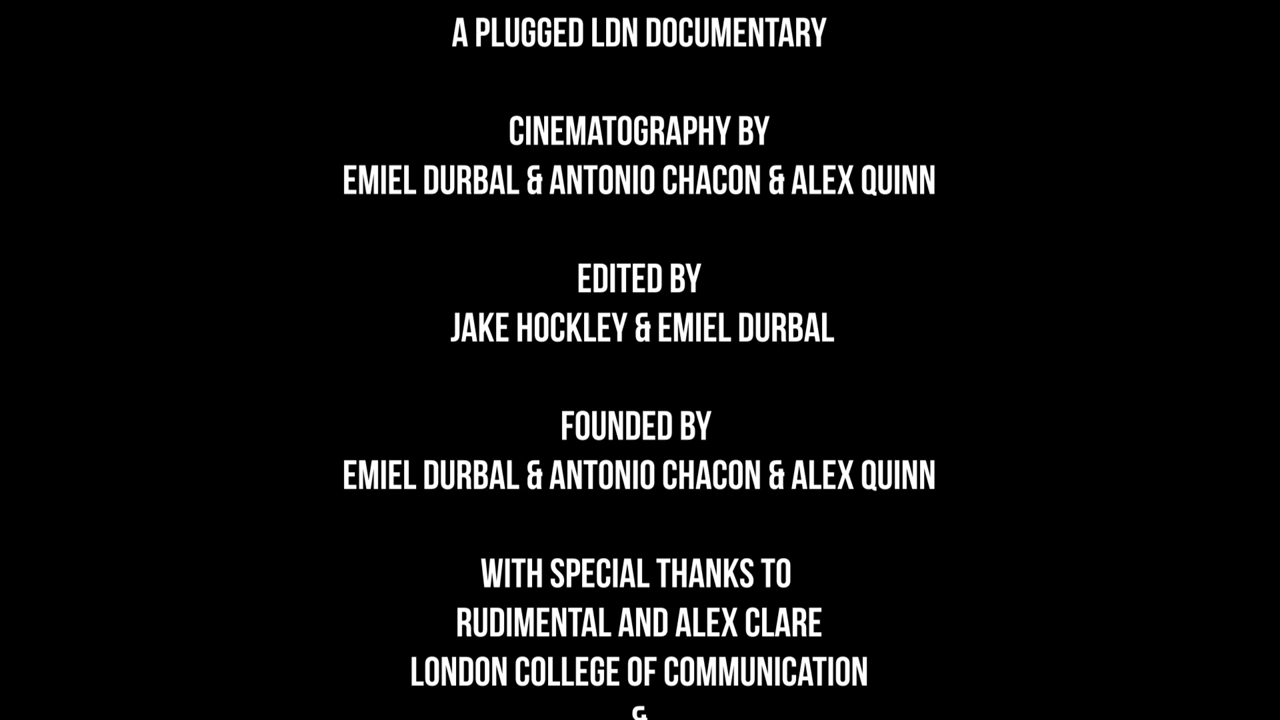 A PLUGGED LDN DOCUMENTARY
CINEMATOGRAPHY BY
EMIEL DURBAL & ANTONIO CHACON & ALEX QUINN
EDITED BY
JAKE HOCKLEY & EMIEL DURBAL
FOUNDED BY
EMIEL DURBAL & ANTONIO CHACON & ALEX QUINN
WITH SPECIAL THANKS TO
RUDIMENTAL AND ALEX CLARE
LONDON COLLEGE OF COMMUNICATION
&